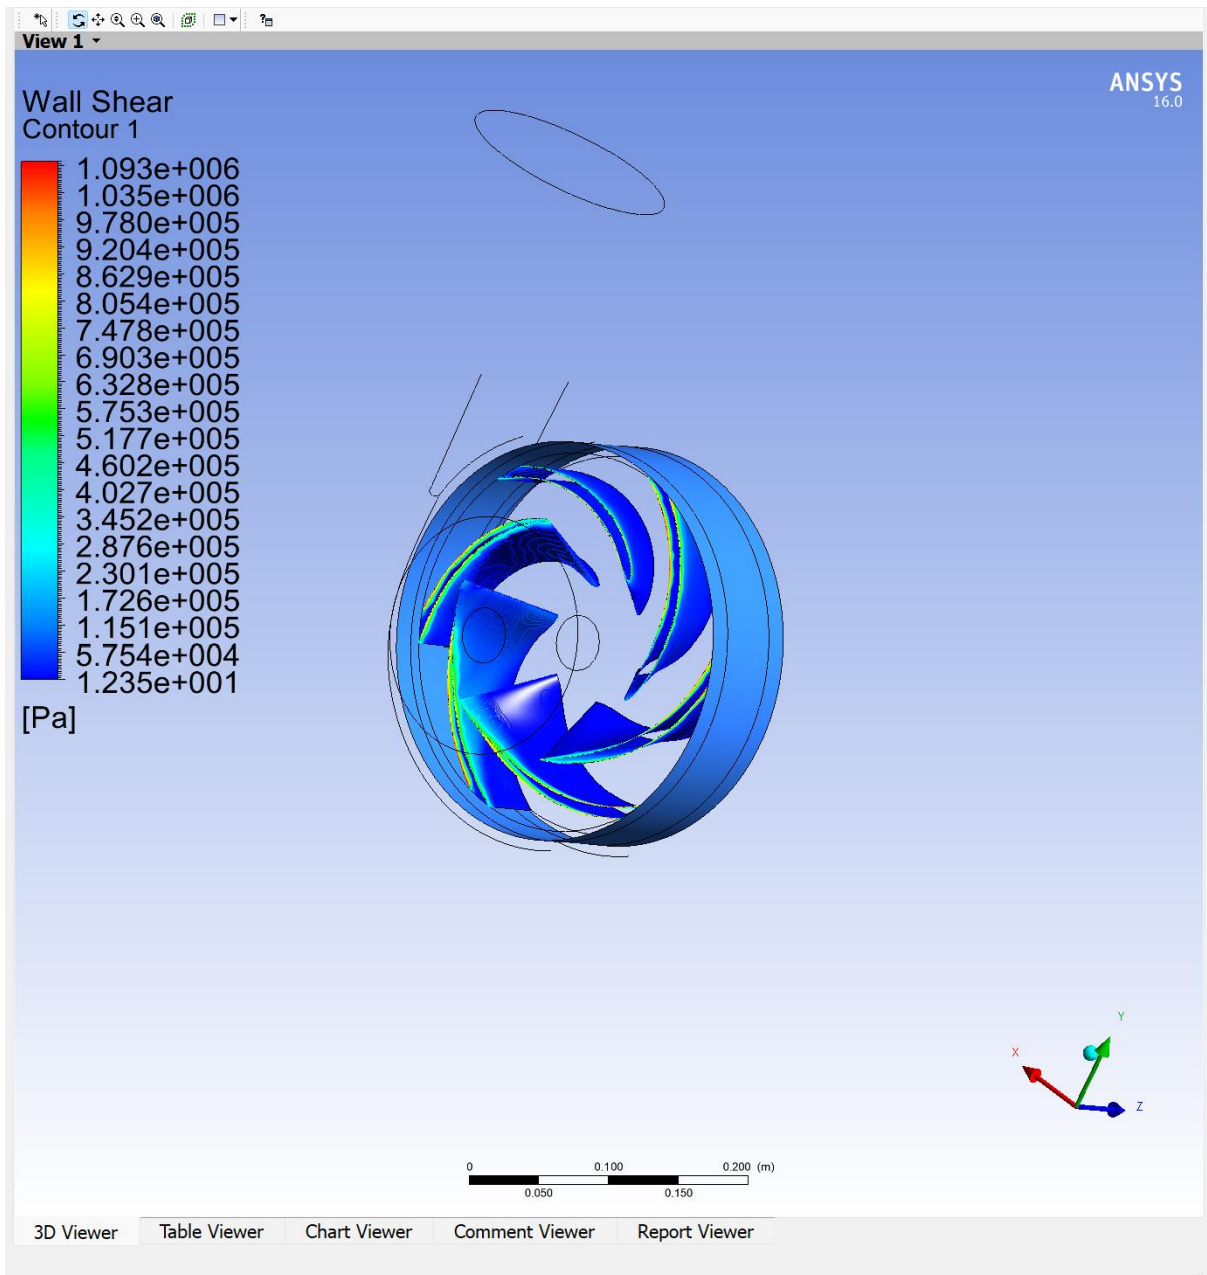 View 1
ANSYS
16.0
Wall Shear
Contour 1
1.093e+006
1.035e+006
9.780e+005
9.204e+005
8.629e+005
8.054e+005
7.478e+005
6.903e+005
6.328e+005
5.753e+005
5.177e+005
4.602e+005
4.027e+005
3.452e+005
2.876e+005
2.301e+005
1.726e+005
1.151e+005
5.754e+004
1.235e+001
[Pa]
Y
X
Z
0 0.100 0.200 (m)
0.050 0.150
3D Viewer Table Viewer Chart Viewer Comment Viewer Report Viewer